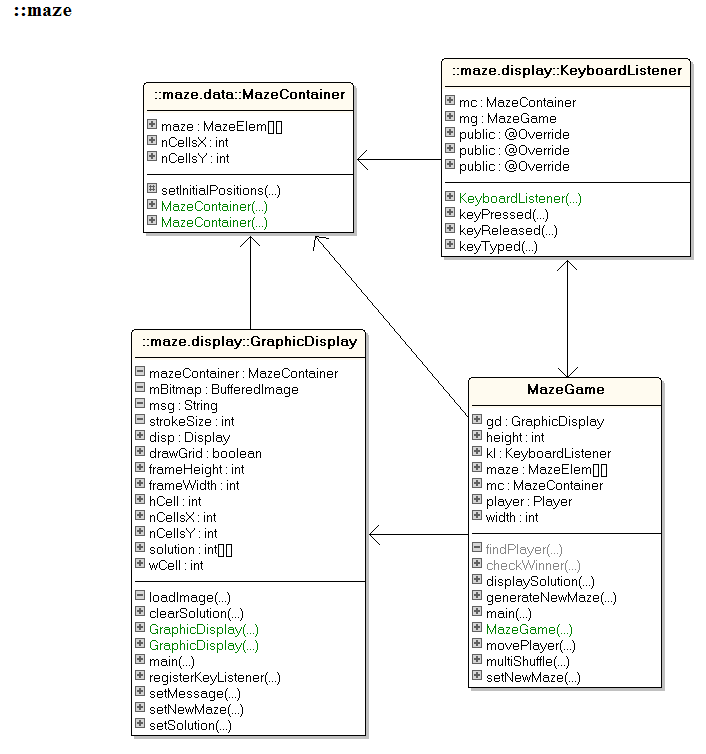 ::maze
::maze.data::MazeContainer
maze : MazeElem[][]
nCellsX : int
nCellsY : int
setInitialPositions(...)
MazeContainer(...)
MazeContainer(...)
::maze.display::KeyboardListener
mc : MazeContainer
mg : MazeGame
public : @Override
public : @Override
public : @Override
KeyboardListener(...)
keyPressed(...)
keyReleased(...)
keyTyped(...)
::maze.display::GraphicDisplay
mazeContainer : MazeContainer
mBitmap : BufferedImage
msg : String
strokeSize : int
disp : Display
drawGrid : boolean
frameHeight : int
frameWidth : int
hCell : int
nCellsX : int
nCellsY : int
solution : int[][]
wCell : int
loadImage(...)
clearSolution(...)
GraphicDisplay(...)
GraphicDisplay(...)
main(...)
registerKeyListener(...)
setMessage(...)
setNewMaze(...)
setSolution(...)
MazeGame
gd : GraphicDisplay
height : int
kl : KeyboardListener
maze : MazeElem[][]
mc : MazeContainer
player : Player
width : int
findPlayer(...)
checkWinner(...)
displaySolution(...)
generateNewMaze(...)
main(...)
MazeGame(...)
movePlayer(...)
multiShuffle(...)
setNewMaze(...)